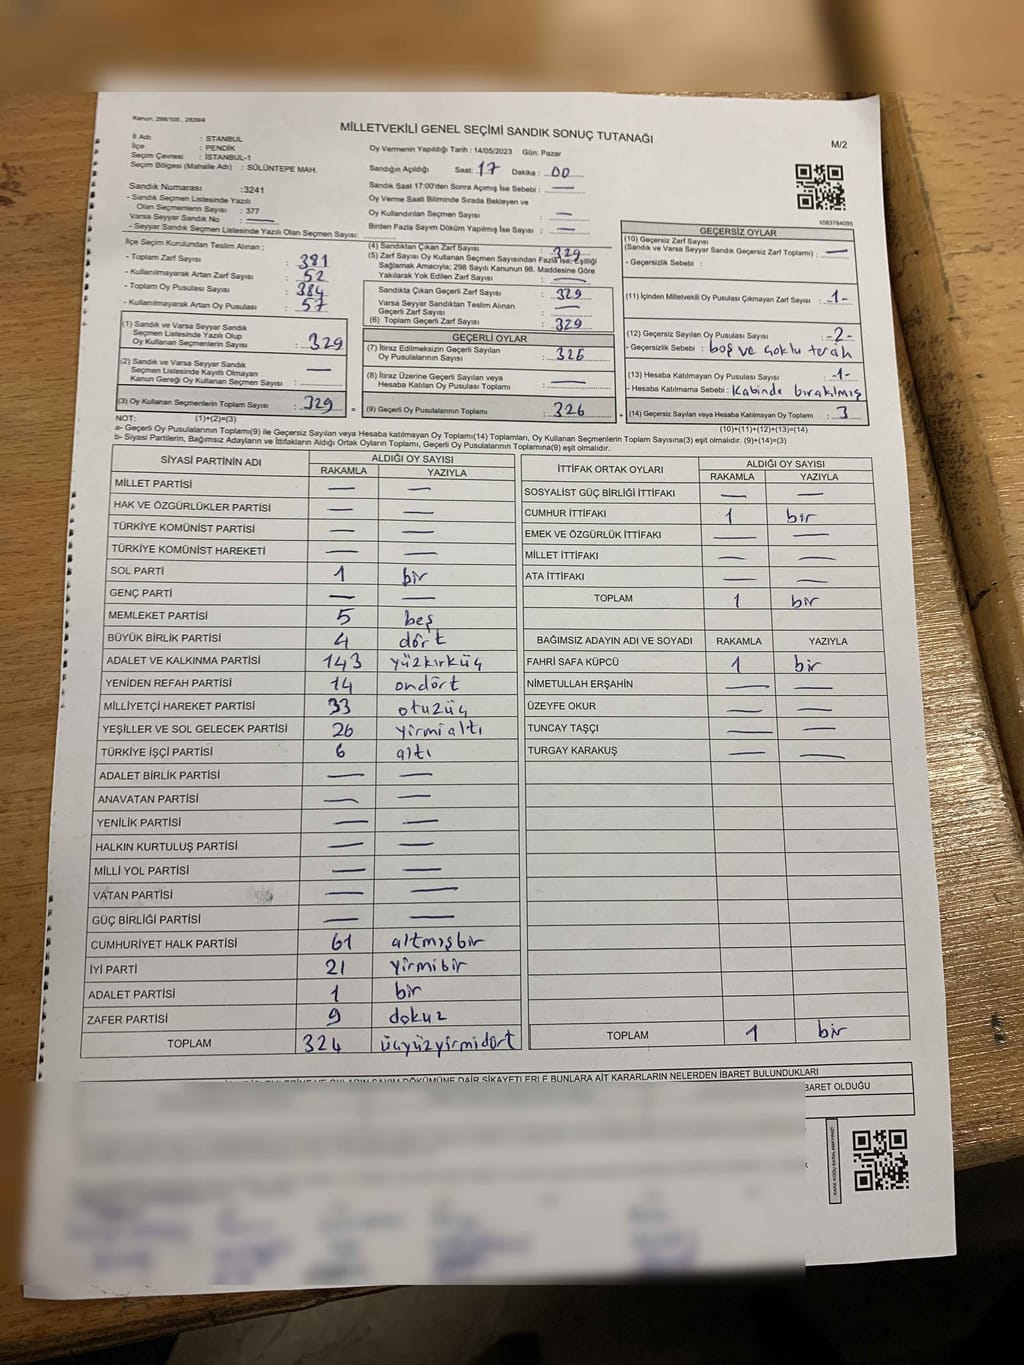 Kanun: 298/105 , 2839/4
MİLLETVEKİLİ GENEL SEÇİMİ SANDIK SONUÇ TUTANAĞI
M/2
İl Adı : İSTANBUL
İlçe : PENDİK
Seçim Çevresi : İSTANBUL-1
Seçim Bölgesi (Mahalle Adı) : SÜLÜNTEPE MAH.
Oy Vermenin Yapıldığı Tarih : 14/05/2023 Gün: Pazar
Sandığın Açıldığı Saat: 17 Dakika : 00
Sandık Saat 17:00'den Sonra Açımış İse Sebebi : —
Oy Verme Saati Bitiminde Sırada Bekleyen ve
Oy Kullandırılan Seçmen Sayısı : —
Birden Fazla Sayım Döküm Yapılmış İse Sayısı : —
1083784095
Sandık Numarası :3241
- Sandık Seçmen Listesinde Yazılı
Olan Seçmenlerin Sayısı : 377
Varsa Seyyar Sandık No : —
- Seyyar Sandık Seçmen Listesinde Yazılı Olan Seçmen Sayısı:
İlçe Seçim Kurulundan Teslim Alınan ;
- Toplam Zarf Sayısı : 381
- Kullanılmayarak Artan Zarf Sayısı : 52
- Toplam Oy Pusulası Sayısı : 384
- Kullanılmayarak Artan Oy Pusulası : 57
(1) Sandık ve Varsa Seyyar Sandık
Seçmen Listesinde Yazılı Olup
Oy Kullanan Seçmenlerin Sayısı : 329
(2) Sandık ve Varsa Seyyar Sandık
Seçmen Listesinde Kayıtlı Olmayan
Kanun Gereği Oy Kullanan Seçmen Sayısı : —
(3) Oy Kullanan Seçmenlerin Toplam Sayısı : 329 =
(4) Sandıktan Çıkan Zarf Sayısı : 329
(5) Zarf Sayısı Oy Kullanan Seçmen Sayısından Fazla İse; Eşitliği
Sağlamak Amacıyla; 298 Sayılı Kanunun 98. Maddesine Göre
Yakılarak Yok Edilen Zarf Sayısı : —
Sandıkta Çıkan Geçerli Zarf Sayısı : 329
Varsa Seyyar Sandıktan Teslim Alınan
Geçerli Zarf Sayısı : —
(6) Toplam Geçerli Zarf Sayısı : 329
GEÇERLİ OYLAR
(7) İtiraz Edilmeksizin Geçerli Sayılan
Oy Pusulalarının Sayısı : 326
(8) İtiraz Üzerine Geçerli Sayılan veya
Hesaba Katılan Oy Pusulası Toplamı : —
(9) Geçerli Oy Pusulalarının Toplamı : 326 +
GEÇERSİZ OYLAR
(10) Geçersiz Zarf Sayısı
(Sandık ve Varsa Seyyar Sandık Geçersiz Zarf Toplamı) : —
- Geçersizlik Sebebi :
(11) İçinden Milletvekili Oy Pusulası Çıkmayan Zarf Sayısı : 1-
(12) Geçersiz Sayılan Oy Pusulası Sayısı : -2-
- Geçersizlik Sebebi : boş ve çoklu tercih
(13) Hesaba Katılmayan Oy Pusulası Sayısı : 1-
- Hesaba Katılmama Sebebi : Kabinde bırakılmış
(14) Geçersiz Sayılan veya Hesaba Katılmayan Oy Toplamı : 3
NOT: (1)+(2)=(3)
(10)+(11)+(12)+(13)=(14)
a- Geçerli Oy Pusulalarının Toplamı(9) ile Geçersiz Sayılan veya Hesaba katılmayan Oy Toplamı(14) Toplamları, Oy Kullanan Seçmenlerin Toplam Sayısına(3) eşit olmalıdır. (9)+(14)=(3)
b- Siyasi Partilerin, Bağımsız Adayların ve İttifakların Aldığı Ortak Oyların Toplamı, Geçerli Oy Pusulalarının Toplamına(9) eşit olmalıdır.
SİYASİ PARTİNİN ADI ALDIĞI OY SAYISI
RAKAMLA YAZIYLA
MİLLET PARTİSİ — —
HAK VE ÖZGÜRLÜKLER PARTİSİ — —
TÜRKİYE KOMÜNİST PARTİSİ — —
TÜRKİYE KOMÜNİST HAREKETİ — —
SOL PARTİ 1 bir
GENÇ PARTİ — —
MEMLEKET PARTİSİ 5 beş
BÜYÜK BİRLİK PARTİSİ 4 dört
ADALET VE KALKINMA PARTİSİ 143 yüzkırküç
YENİDEN REFAH PARTİSİ 14 ondört
MİLLİYETÇİ HAREKET PARTİSİ 33 otuzüç
YEŞİLLER VE SOL GELECEK PARTİSİ 26 yirmialtı
TÜRKİYE İŞÇİ PARTİSİ 6 altı
ADALET BİRLİK PARTİSİ — —
ANAVATAN PARTİSİ — —
YENİLİK PARTİSİ — —
HALKIN KURTULUŞ PARTİSİ — —
MİLLİ YOL PARTİSİ — —
VATAN PARTİSİ — —
GÜÇ BİRLİĞİ PARTİSİ — —
CUMHURİYET HALK PARTİSİ 61 altmışbir
İYİ PARTİ 21 yirmibir
ADALET PARTİSİ 1 bir
ZAFER PARTİSİ 9 dokuz
TOPLAM 324 üçyüzyirmidört
İTTİFAK ORTAK OYLARI ALDIĞI OY SAYISI
RAKAMLA YAZIYLA
SOSYALİST GÜÇ BİRLİĞİ İTTİFAKI — —
CUMHUR İTTİFAKI 1 bir
EMEK VE ÖZGÜRLÜK İTTİFAKI — —
MİLLET İTTİFAKI — —
ATA İTTİFAKI — —
TOPLAM 1 bir
BAĞIMSIZ ADAYIN ADI VE SOYADI RAKAMLA YAZIYLA
FAHRİ SAFA KÜPCÜ 1 bir
NİMETULLAH ERŞAHİN — —
ÜZEYFE OKUR — —
TUNCAY TAŞÇI — —
TURGAY KARAKUŞ — —
TOPLAM 1 bir
SAYIM DÖKÜMÜNE DAİR ŞİKAYETLERLE BUNLARA AİT KARARLARIN NELERDEN İBARET BULUNDUKLARI
BARET OLDUĞU